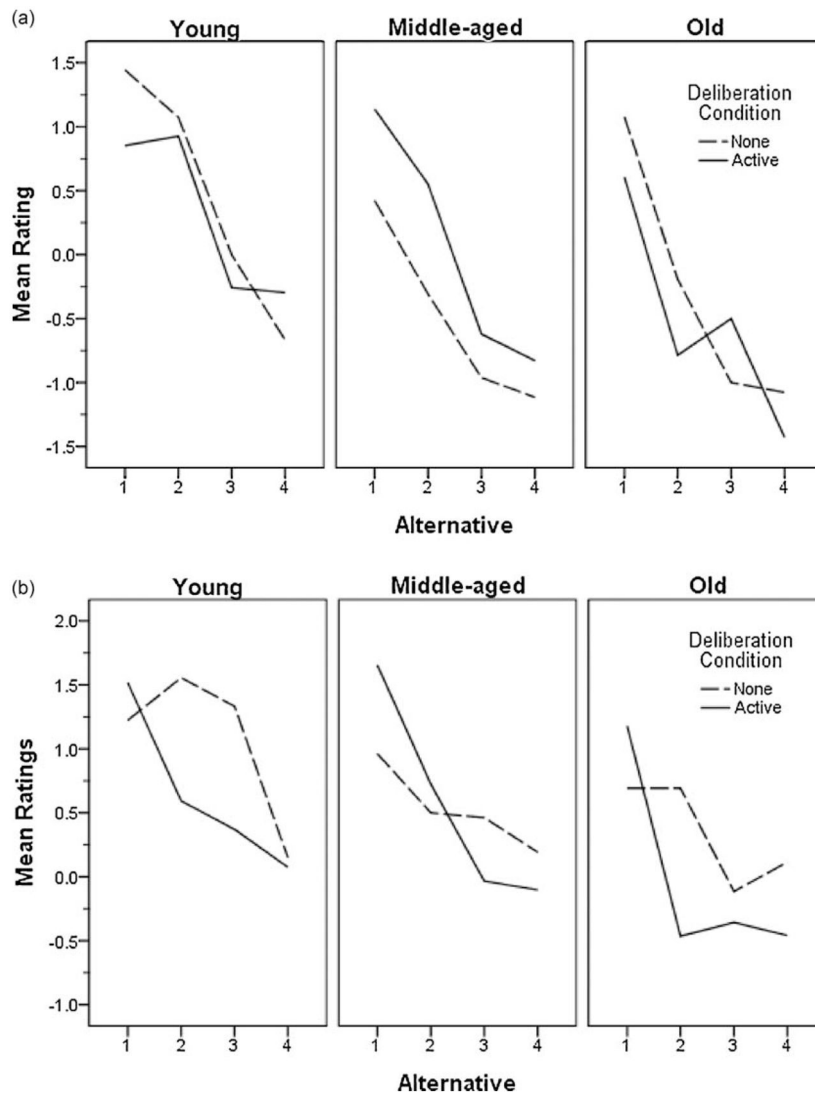 (a)
Young Middle-aged Old
1.5
1.0
0.5
0.0
-0.5
-1.0
-1.5
Mean Rating
Deliberation
Condition
None
Active
1 2 3 4 1 2 3 4 1 2 3 4
Alternative
(b)
Young Middle-aged Old
2.0
1.5
1.0
0.5
0.0
-0.5
-1.0
Mean Ratings
Deliberation
Condition
None
Active
1 2 3 4 1 2 3 4 1 2 3 4
Alternative